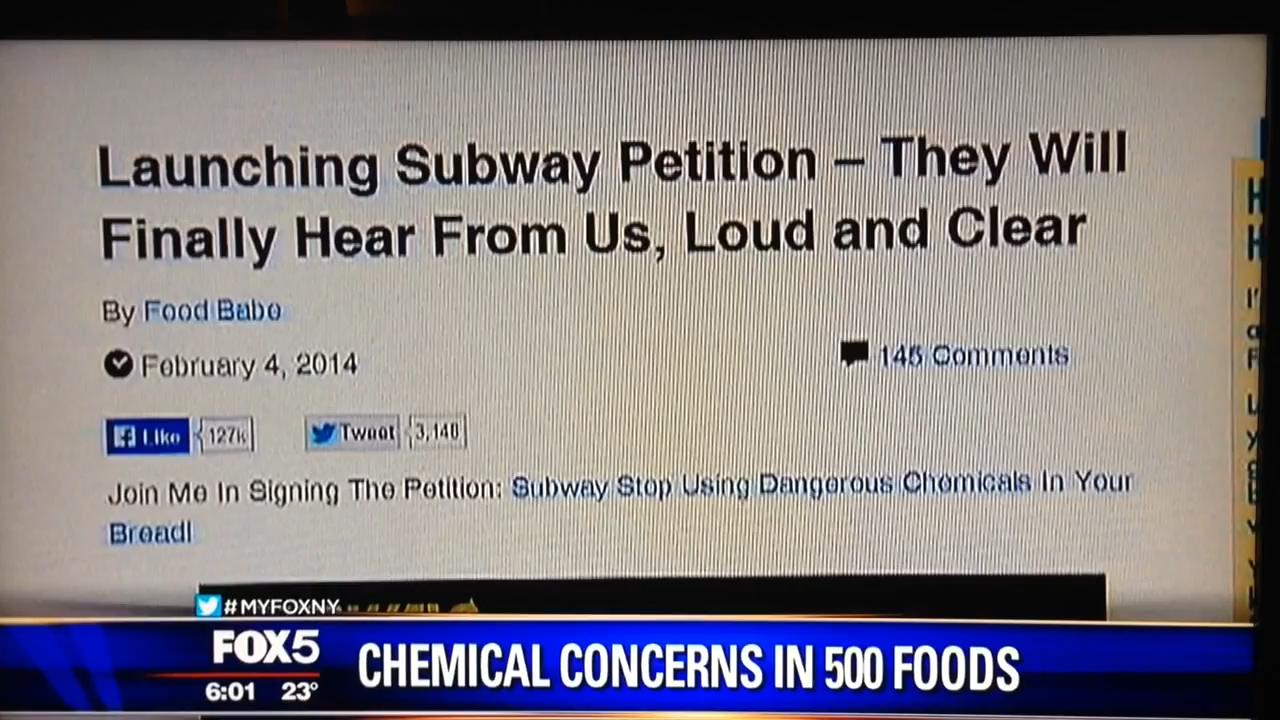 Launching Subway Petition – They Will
Finally Hear From Us, Loud and Clear
By Food Babe
February 4, 2014
145 Comments
Like 127k
Tweet 3,148
Join Me In Signing The Petition: Subway Stop Using Dangerous Chemicals In Your
Bread!
H
H
I'
a
F
L
y
#MYFOXNY
FOX5
6:01 23°
CHEMICAL CONCERNS IN 500 FOODS